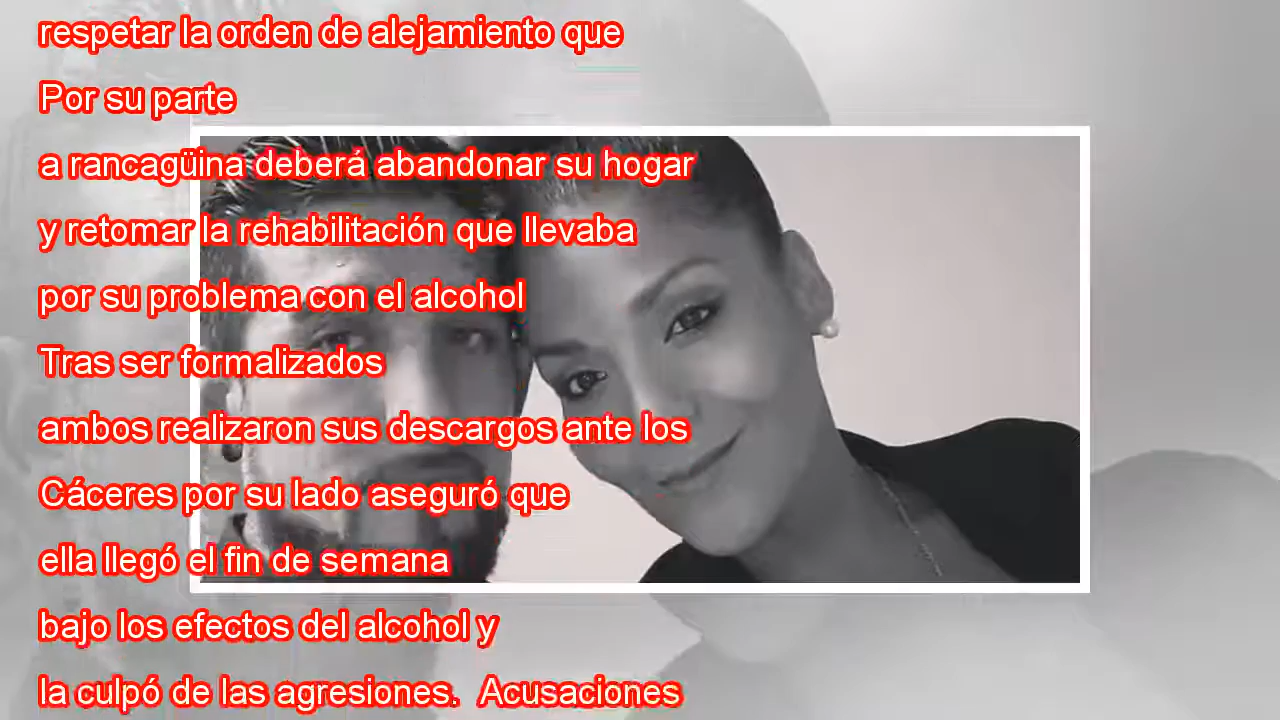 respetar la orden de alejamiento que
Por su parte
a rancagüina deberá abandonar su hogar
y retomar la rehabilitación que llevaba
por su problema con el alcohol
Tras ser formalizados
ambos realizaron sus descargos ante los
Cáceres por su lado aseguró que
ella llegó el fin de semana
bajo los efectos del alcohol y
la culpó de las agresiones.  Acusaciones